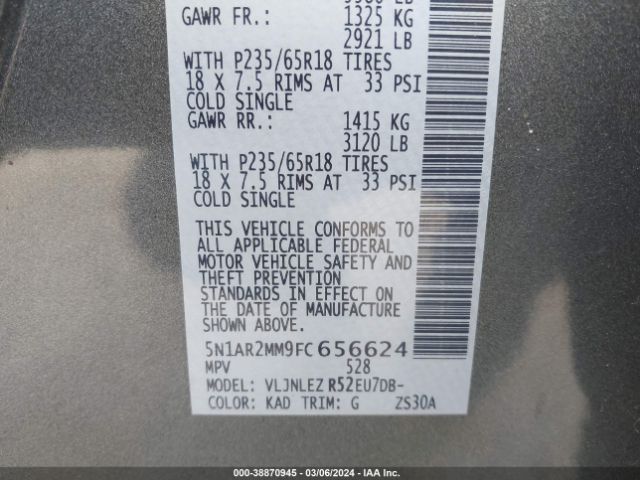 GAWR FR.: 1325 KG
2921 LB
WITH P235/65R18 TIRES
18 X 7.5 RIMS AT 33 PSI
COLD SINGLE
GAWR RR.: 1415 KG
3120 LB
WITH P235/65R18 TIRES
18 X 7.5 RIMS AT 33 PSI
COLD SINGLE
THIS VEHICLE CONFORMS TO
ALL APPLICABLE FEDERAL
MOTOR VEHICLE SAFETY AND
THEFT PREVENTION
STANDARDS IN EFFECT ON
THE DATE OF MANUFACTURE
SHOWN ABOVE.
5N1AR2MM9FC656624
MPV 528
MODEL: VLJNLEZ R52EU7DB-
COLOR: KAD TRIM: G ZS30A
000-38870945 - 03/06/2024 - IAA Inc.